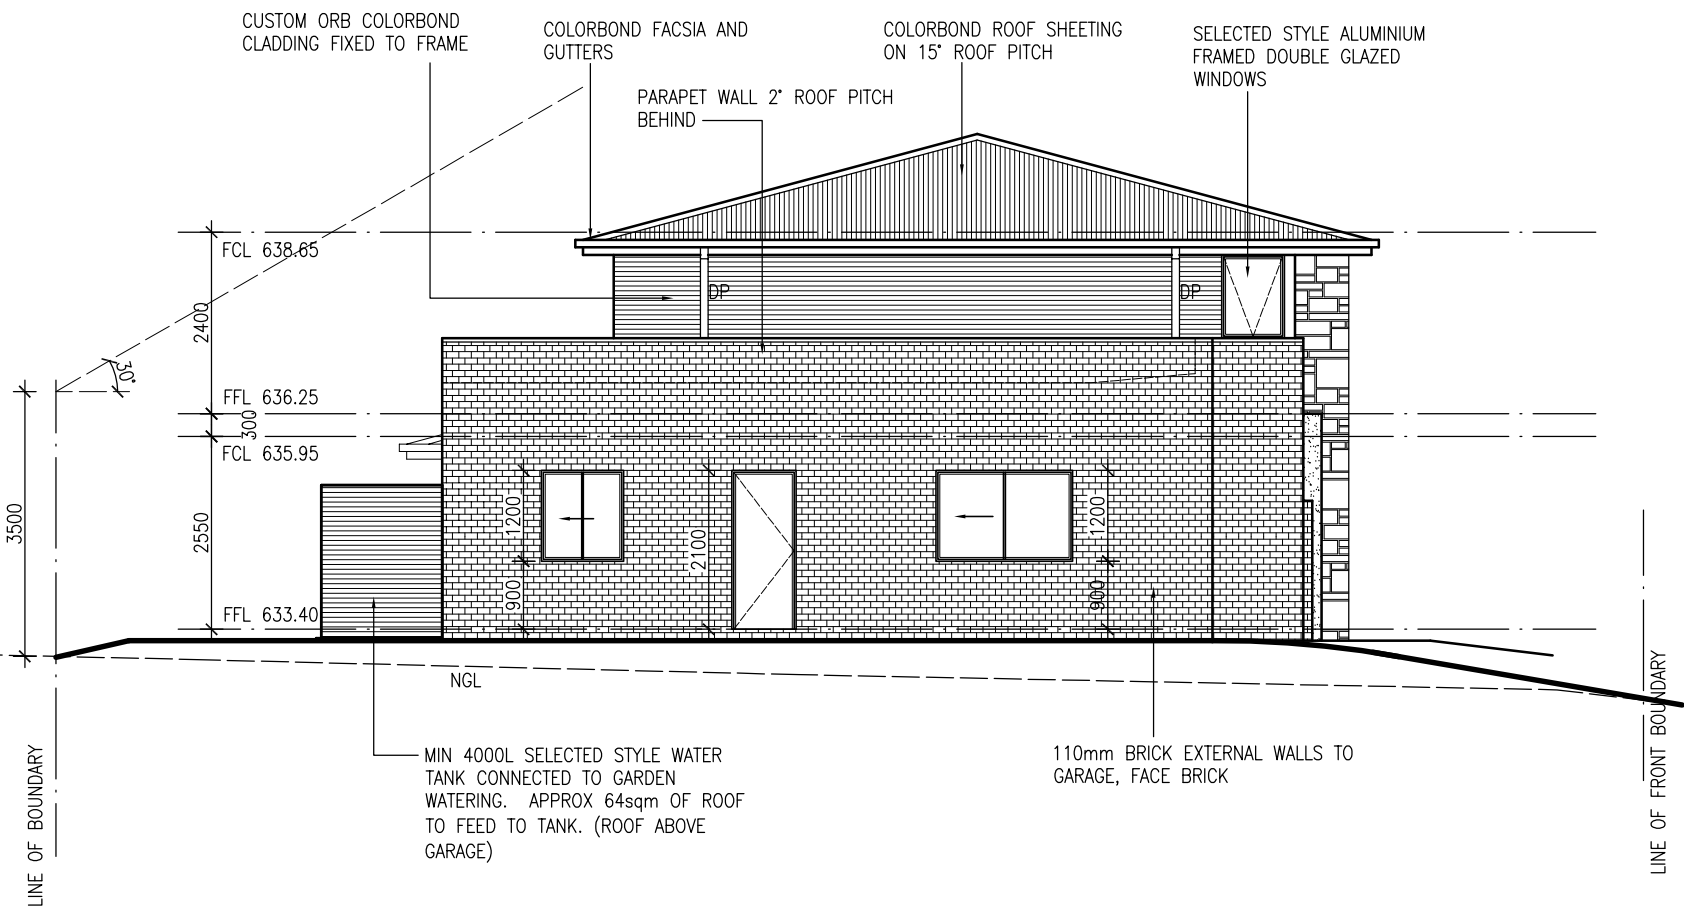 CUSTOM ORB COLORBOND
CLADDING FIXED TO FRAME
COLORBOND FACSIA AND
GUTTERS
COLORBOND ROOF SHEETING
ON 15° ROOF PITCH
SELECTED STYLE ALUMINIUM
FRAMED DOUBLE GLAZED
WINDOWS
PARAPET WALL 2° ROOF PITCH
BEHIND
FCL 638.65
DP
DP
2400
30°
FFL 636.25
300
FCL 635.95
3500
2550
1200
2100
1200
900
900
FFL 633.40
NGL
LINE OF BOUNDARY
LINE OF FRONT BOUNDARY
MIN 4000L SELECTED STYLE WATER
TANK CONNECTED TO GARDEN
WATERING. APPROX 64sqm OF ROOF
TO FEED TO TANK. (ROOF ABOVE
GARAGE)
110mm BRICK EXTERNAL WALLS TO
GARAGE, FACE BRICK